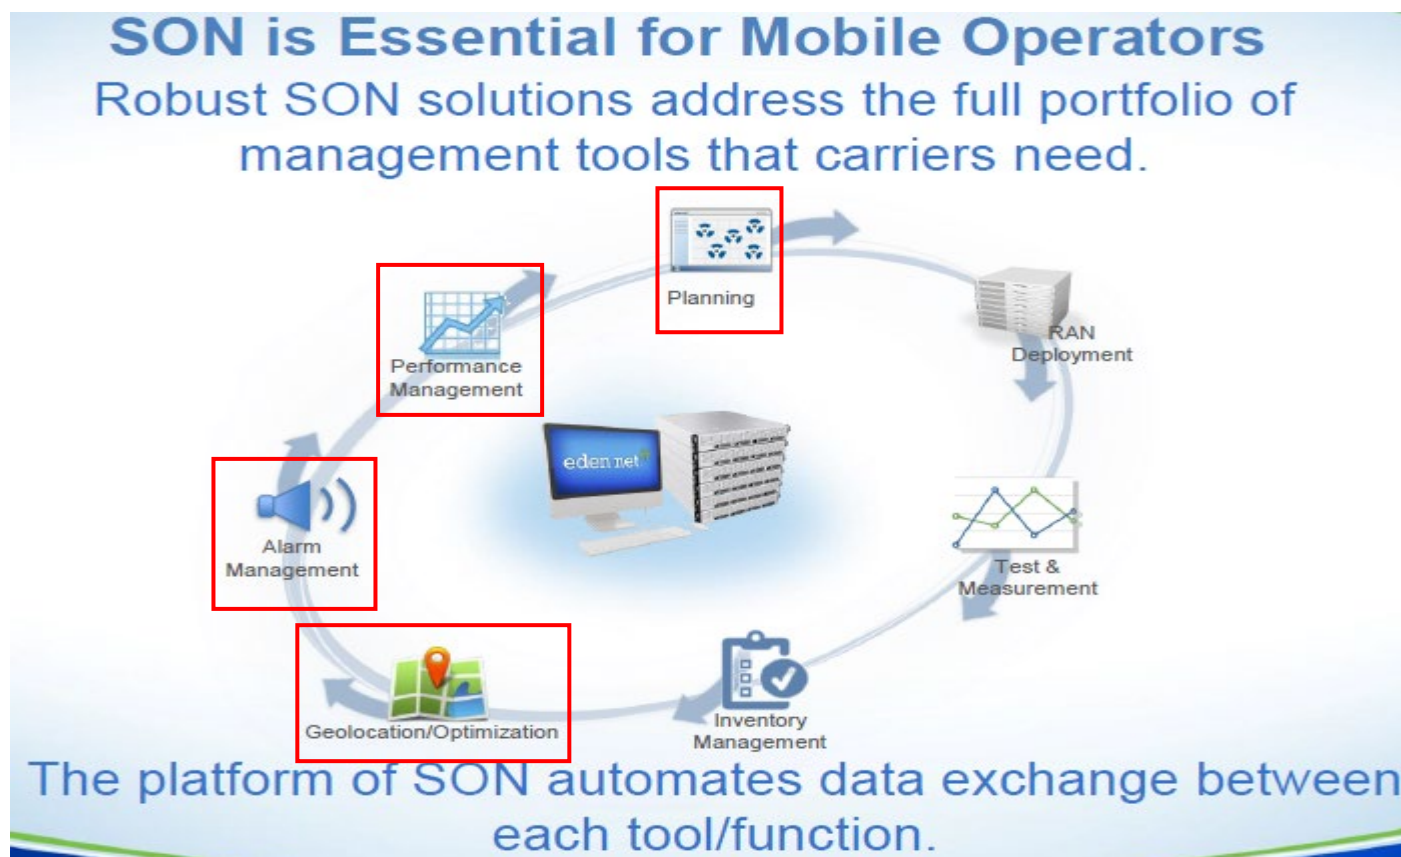 SON is Essential for Mobile Operators
Robust SON solutions address the full portfolio of
management tools that carriers need.
Planning
RAN
Deployment
Performance
Management
eden net
Alarm
Management
Test &
Measurement
Geolocation/Optimization
Inventory
Management
The platform of SON automates data exchange between
each tool/function.